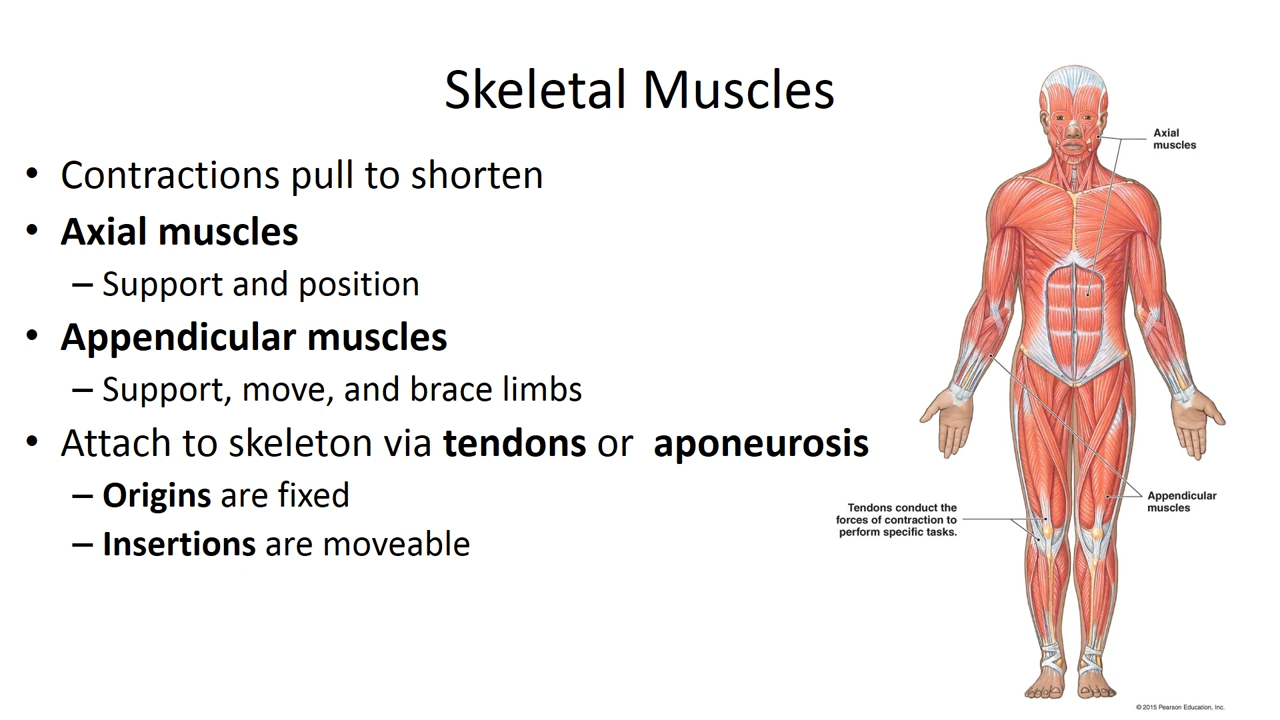 Skeletal Muscles
• Contractions pull to shorten
• Axial muscles
– Support and position
• Appendicular muscles
– Support, move, and brace limbs
• Attach to skeleton via tendons or aponeurosis
– Origins are fixed
– Insertions are moveable
Axial
muscles
Tendons conduct the
forces of contraction to
perform specific tasks.
Appendicular
muscles
© 2015 Pearson Education, Inc.